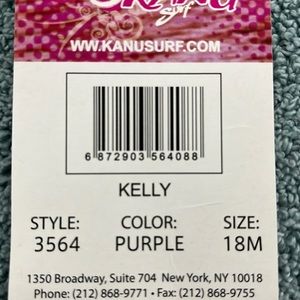 Surf
WWW.KANUSURF.COM
6 872903 564088
KELLY
STYLE: COLOR: SIZE:
3564 PURPLE 18M
1350 Broadway, Suite 704 New York, NY 10018
Phone: (212) 868-9771 • Fax: (212) 868-9755